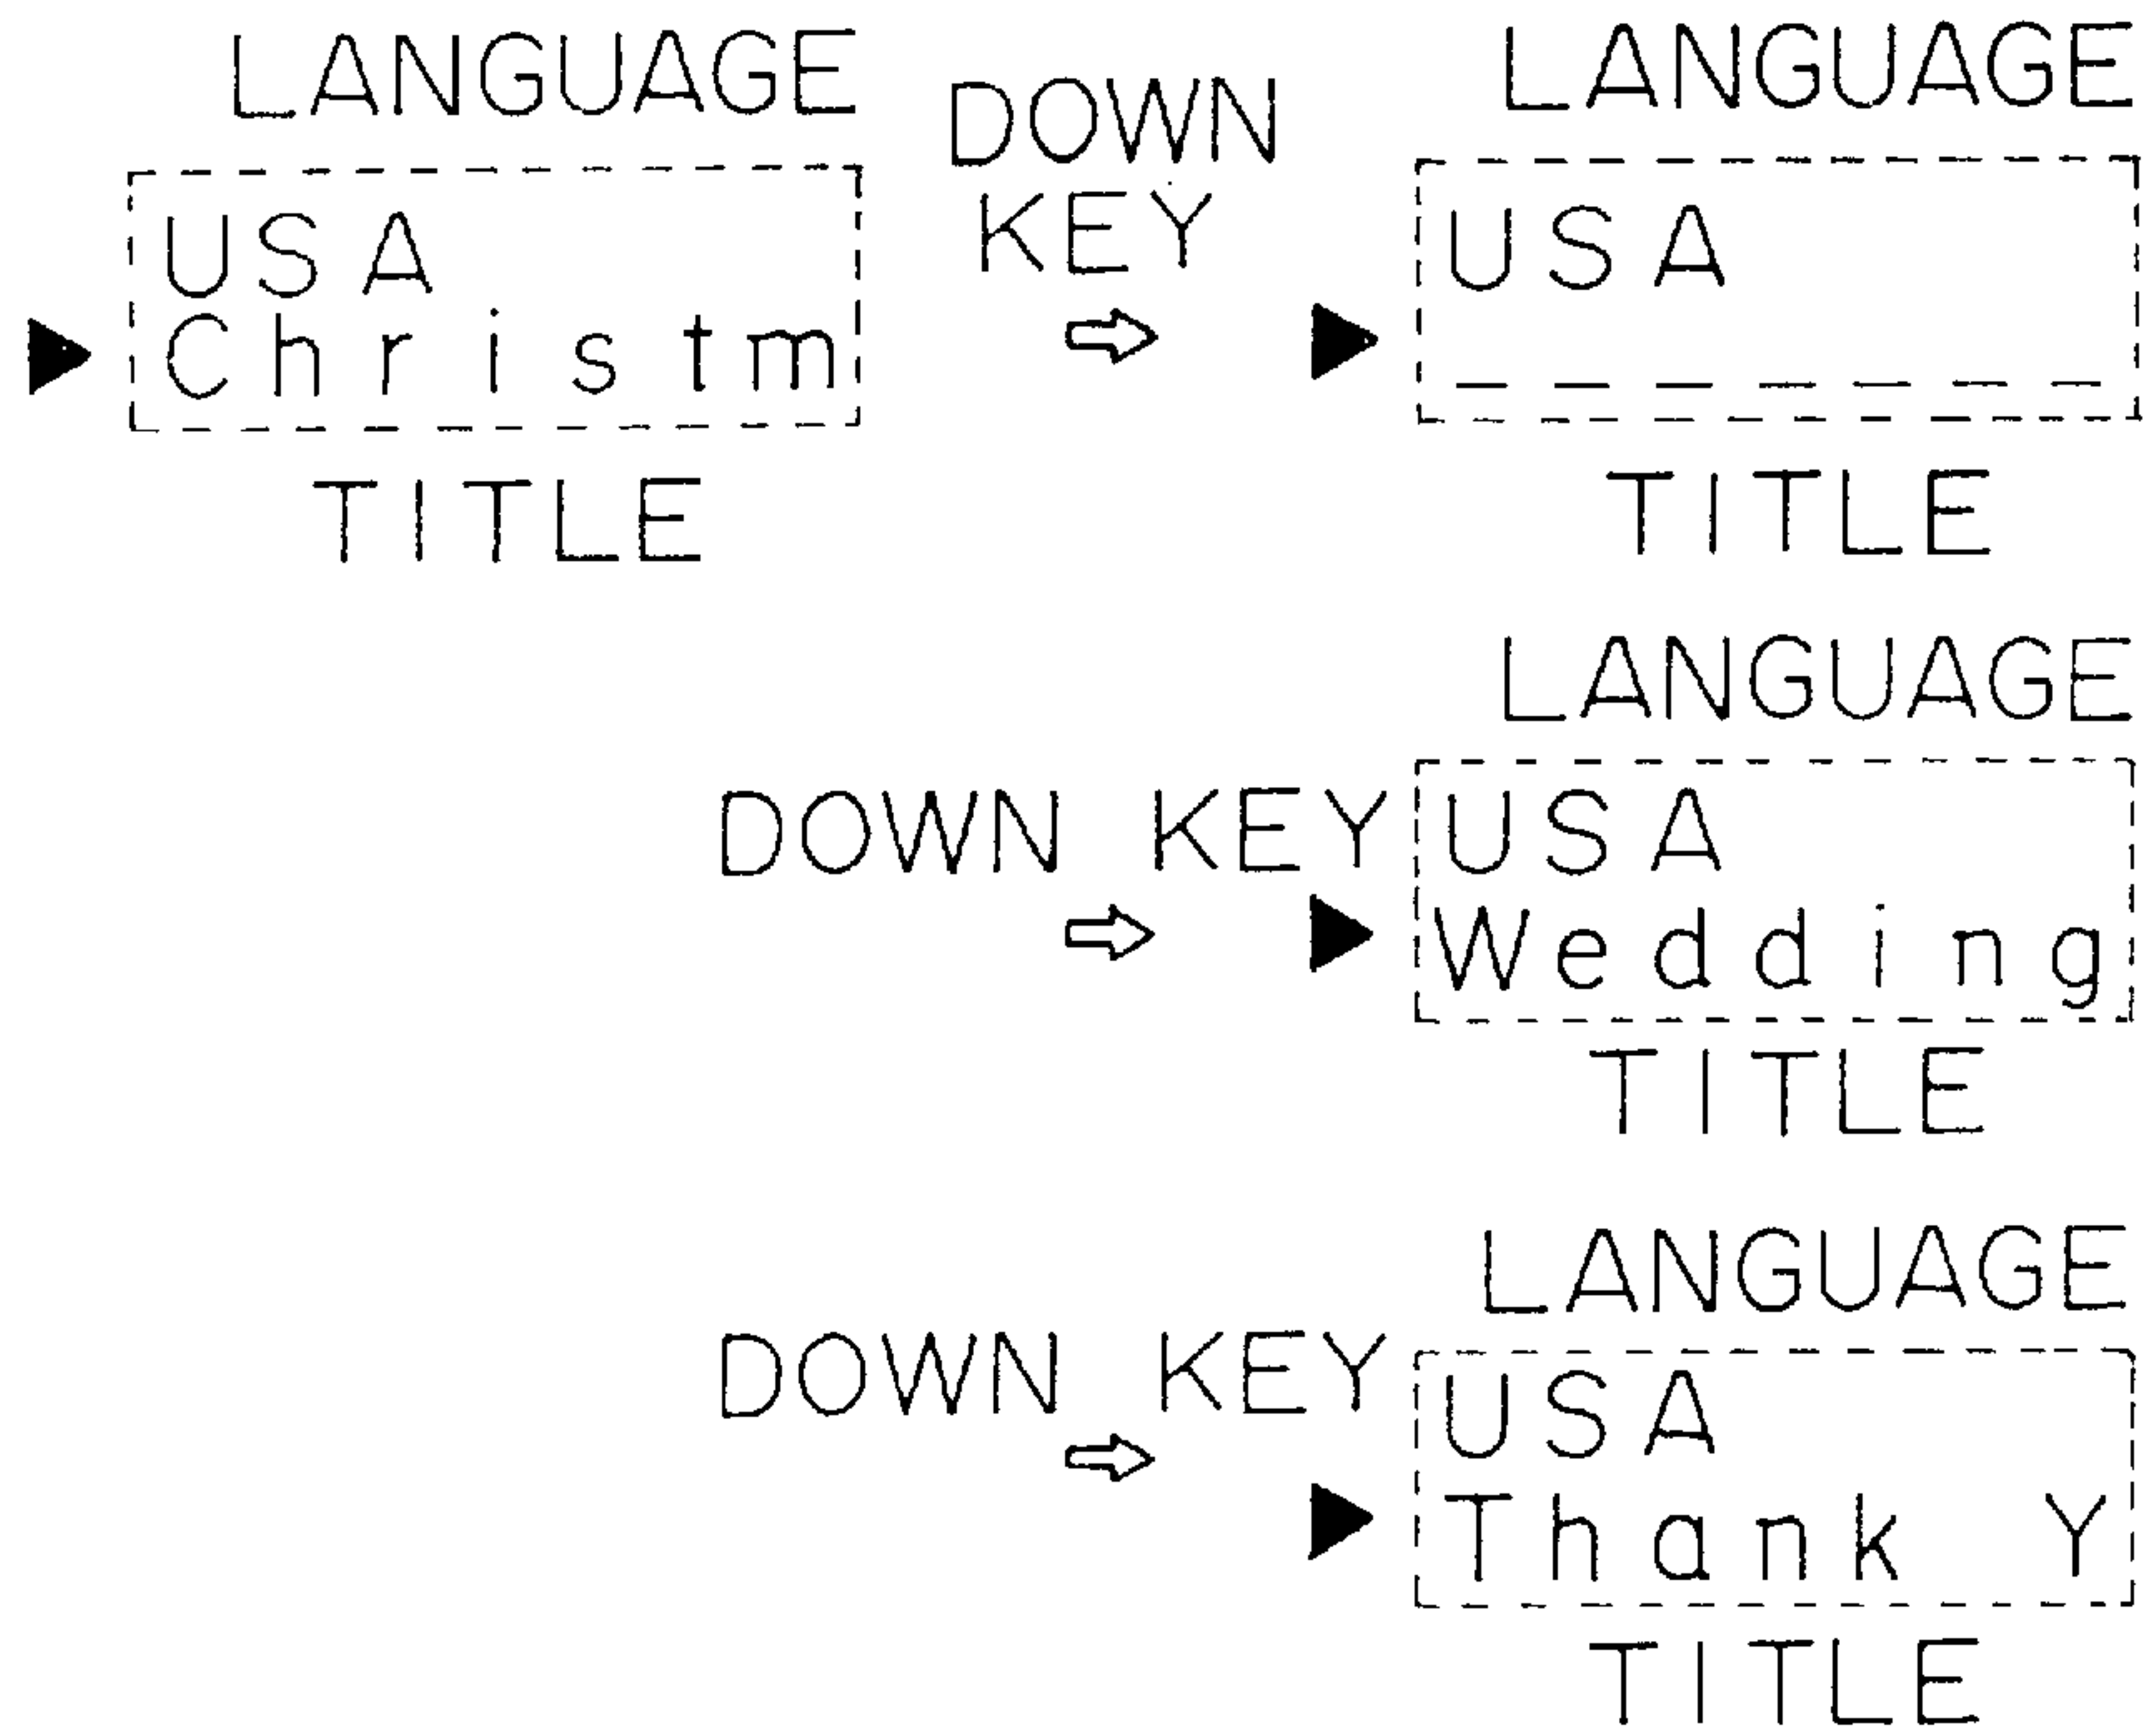 LANGUAGE
USA
Christm
TITLE
DOWN
KEY
LANGUAGE
USA
_ _ _ _ _ _ _
TITLE
LANGUAGE
DOWN KEY
USA
Wedding
TITLE
LANGUAGE
DOWN KEY
USA
Thank Y
TITLE